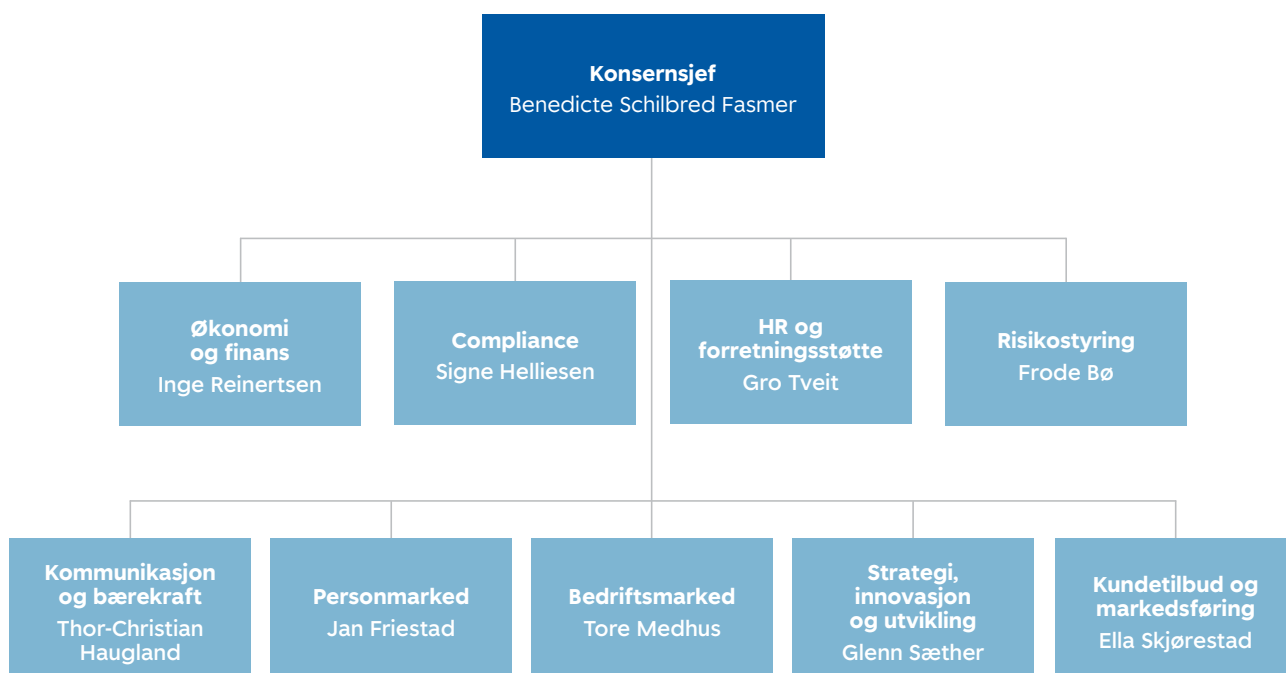 Konsernsjef
Benedicte Schilbred Fasmer
Økonomi
og finans
Inge Reinertsen
Compliance
Signe Helliesen
HR og
forretningsstøtte
Gro Tveit
Risikostyring
Frode Bø
Kommunikasjon
og bærekraft
Thor-Christian
Haugland
Personmarked
Jan Friestad
Bedriftsmarked
Tore Medhus
Strategi,
innovasjon
og utvikling
Glenn Sæther
Kundetilbud og
markedsføring
Ella Skjørestad